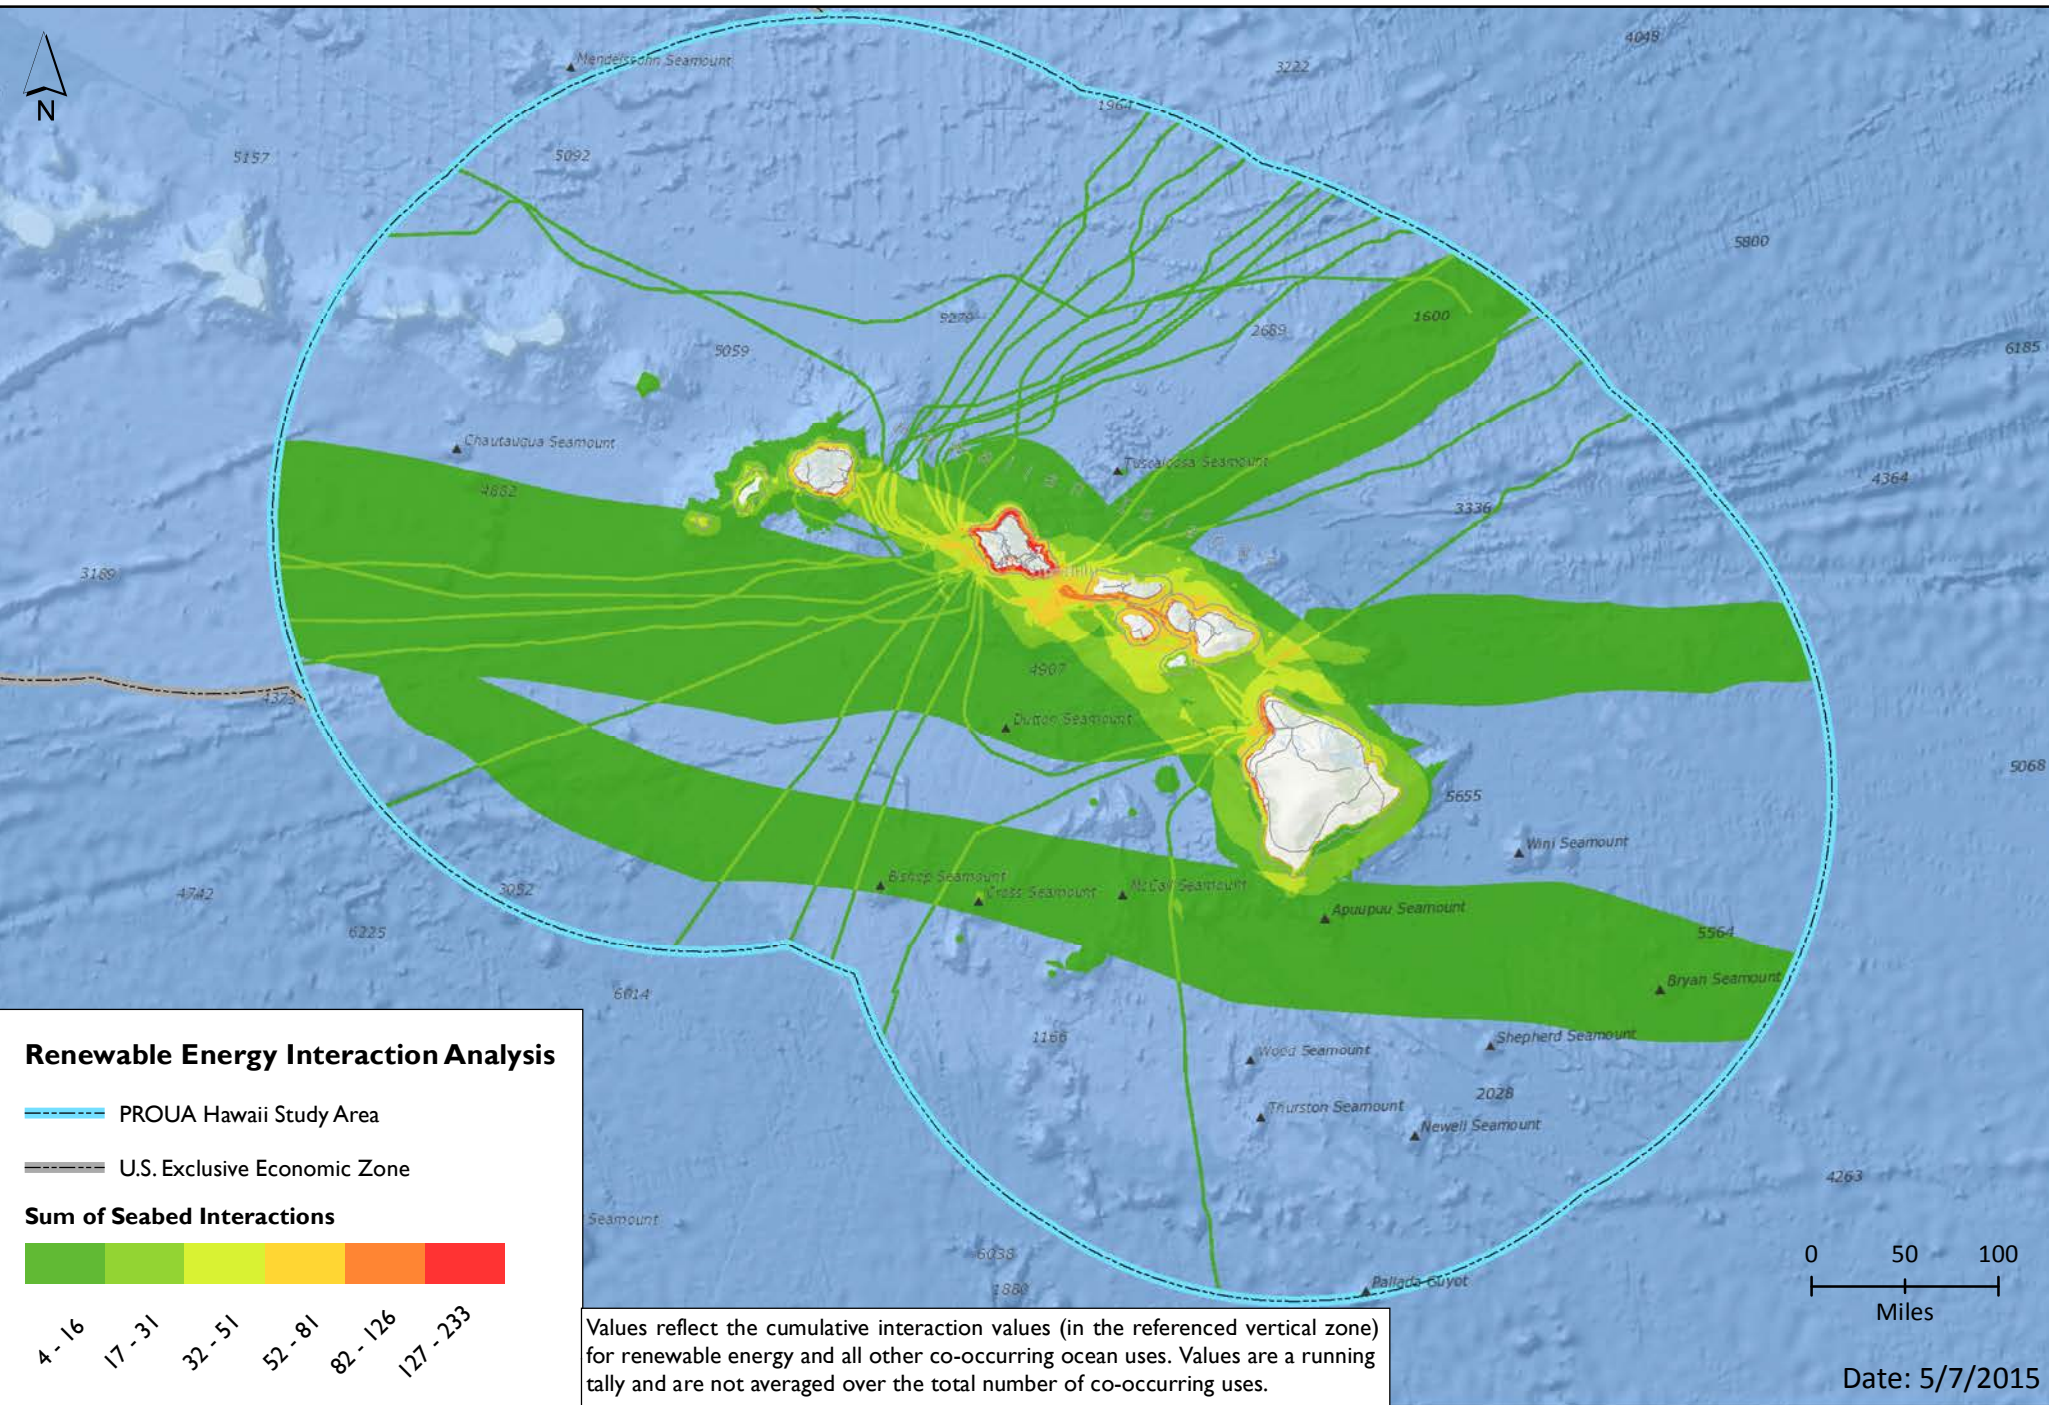 4048
Mendelssohn Seamount
3222
N
1964
5157
5092
5800
1600
2689
5059
6185
Chautauqua Seamount
Tuscaloosa Seamount
4882
4364
3336
3189
4907
4373
Dutton Seamount
5068
5655
Wini Seamount
Bishop Seamount
Cross Seamount
McCall Seamount
4742
3052
Apuupuu Seamount
6225
5564
Bryan Seamount
6014
1166
Shepherd Seamount
Wood Seamount
2028
Thurston Seamount
Newell Seamount
4263
Seamount
6038
1880
Pallada Guyot
Renewable Energy Interaction Analysis
PROUA Hawaii Study Area
U.S. Exclusive Economic Zone
Sum of Seabed Interactions
4 - 16
17 - 31
32 - 51
52 - 81
82 - 126
127 - 233
Values reflect the cumulative interaction values (in the referenced vertical zone)
for renewable energy and all other co-occurring ocean uses. Values are a running
tally and are not averaged over the total number of co-occurring uses.
0 50 100
Miles
Date: 5/7/2015